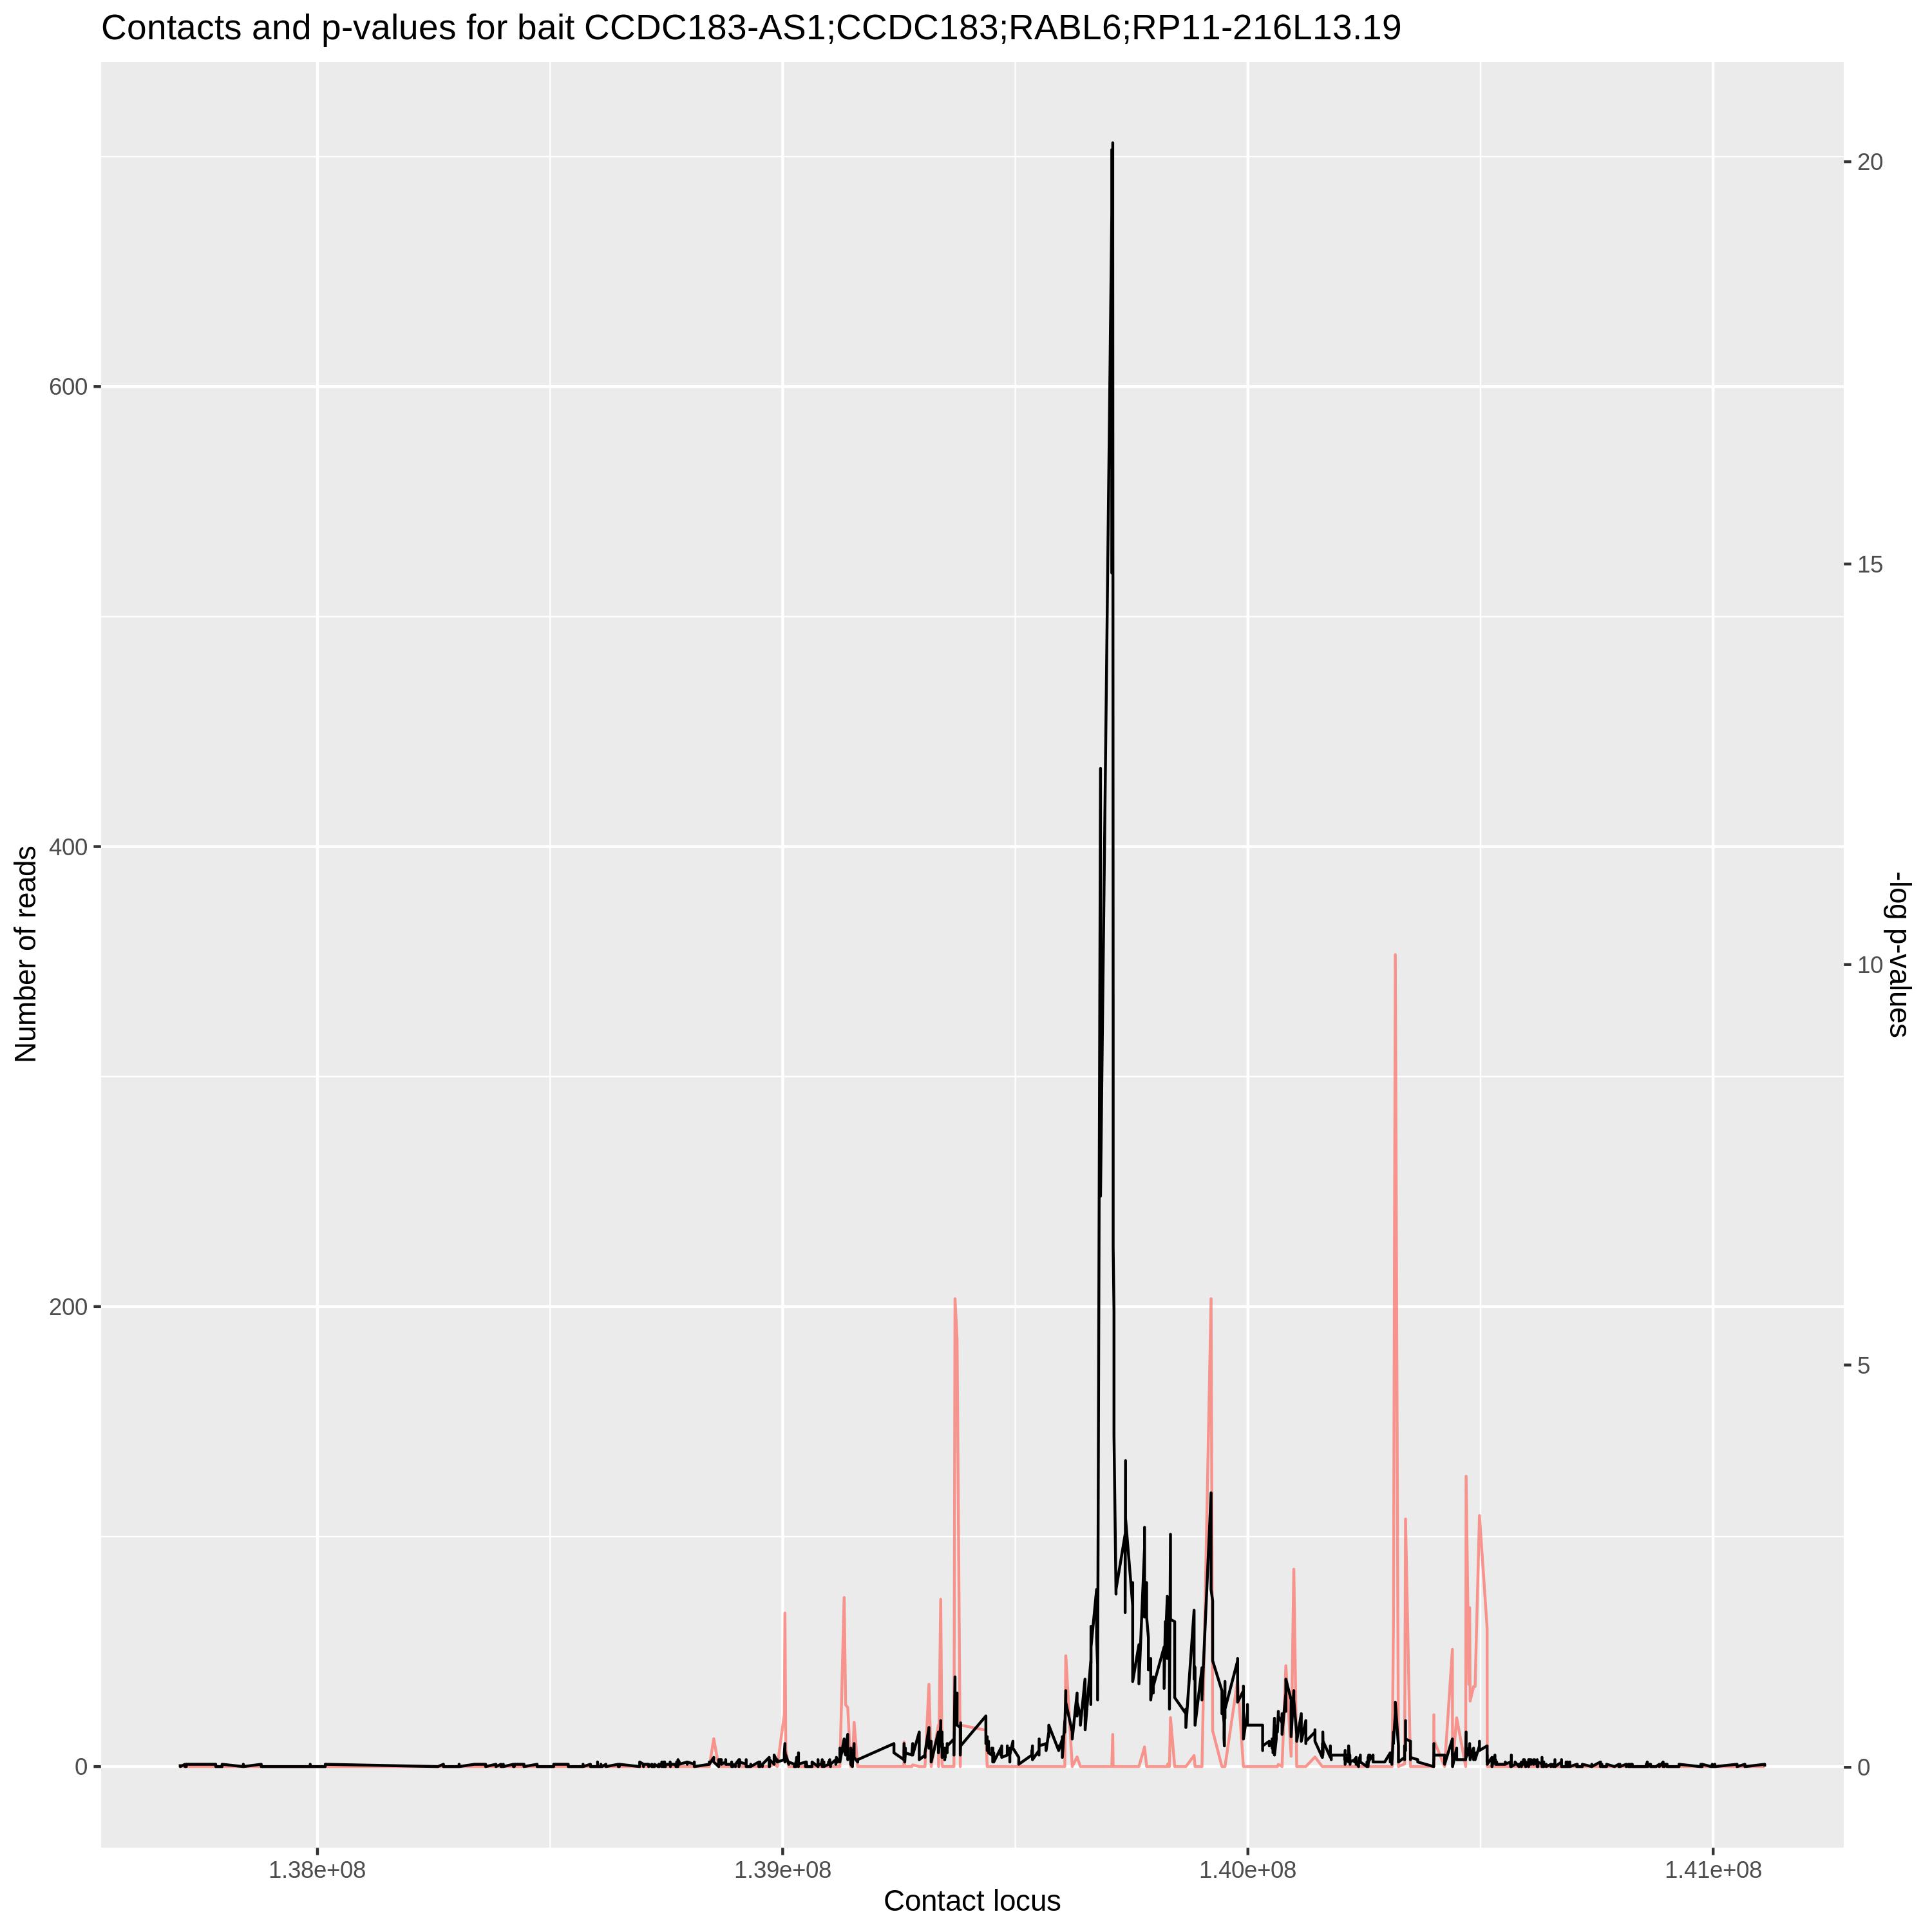 Contacts and p-values for bait CCDC183-AS1;CCDC183;RABL6;RP11-216L13.19
Number of reads
600
400
200
0
20
15
10
5
0
-log p-values
1.38e+08
1.39e+08
1.40e+08
1.41e+08
Contact locus